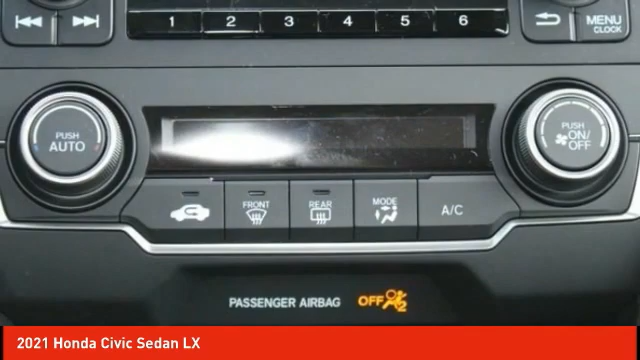 1 2 3 4 5 6
MENU
CLOCK
PUSH
AUTO
PUSH
ON/
OFF
FRONT
REAR
MODE
A/C
PASSENGER AIRBAG OFF 2
2021 Honda Civic Sedan LX